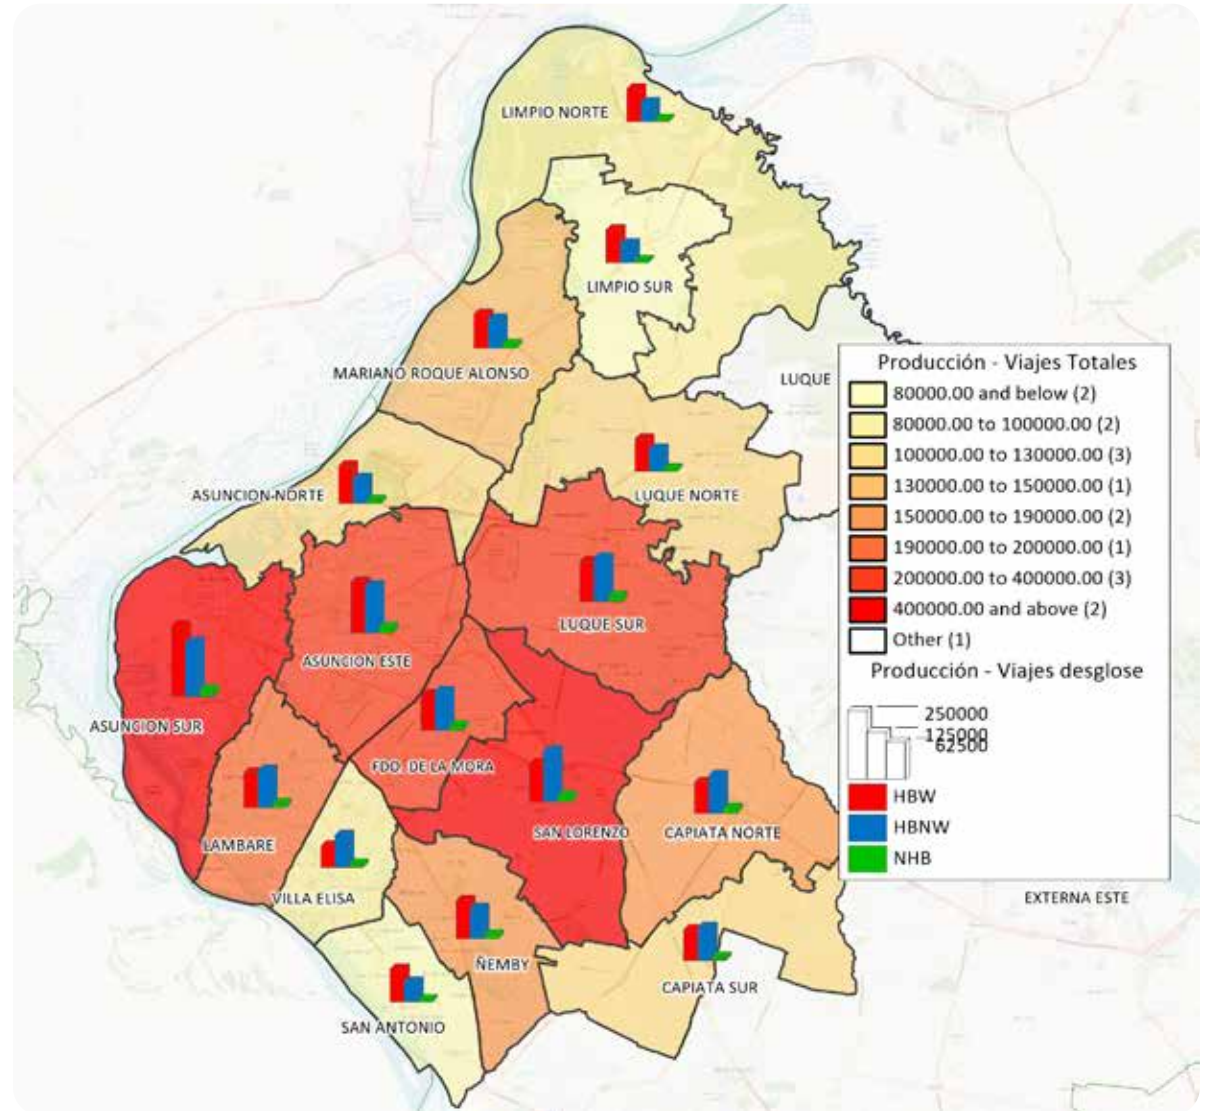 LIMPIO NORTE
LIMPIO SUR
MARIANO ROQUE ALONSO
LUQUE
ASUNCION NORTE
LUQUE NORTE
LUQUE SUR
ASUNCION ESTE
ASUNCION SUR
FDO. DE LA MORA
SAN LORENZO
CAPIATA NORTE
LAMBARE
VILLA ELISA
ÑEMBY
CAPIATA SUR
SAN ANTONIO
EXTERNA ESTE
Producción - Viajes Totales
80000.00 and below (2)
80000.00 to 100000.00 (2)
100000.00 to 130000.00 (3)
130000.00 to 150000.00 (1)
150000.00 to 190000.00 (2)
190000.00 to 200000.00 (1)
200000.00 to 400000.00 (3)
400000.00 and above (2)
Other (1)
Producción - Viajes desglose
250000
125000
62500
HBW
HBNW
NHB